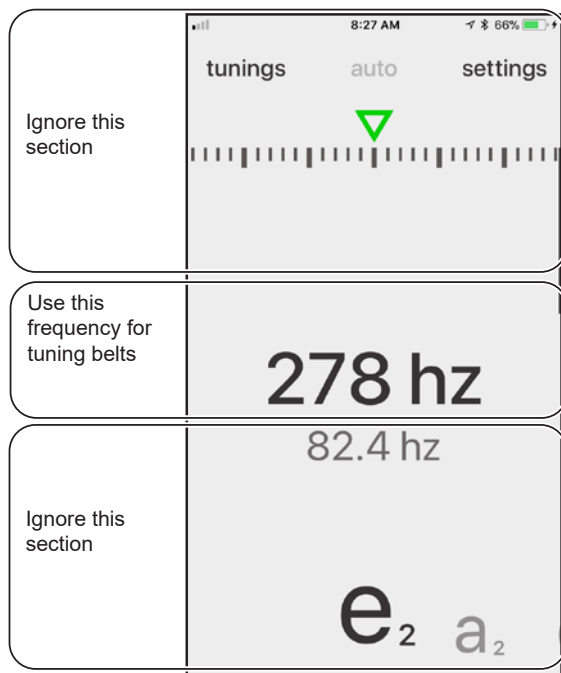 8:27 AM 66%
tunings auto settings
Ignore this
section
Use this
frequency for
tuning belts
278 hz
82.4 hz
Ignore this
section
e2 a2